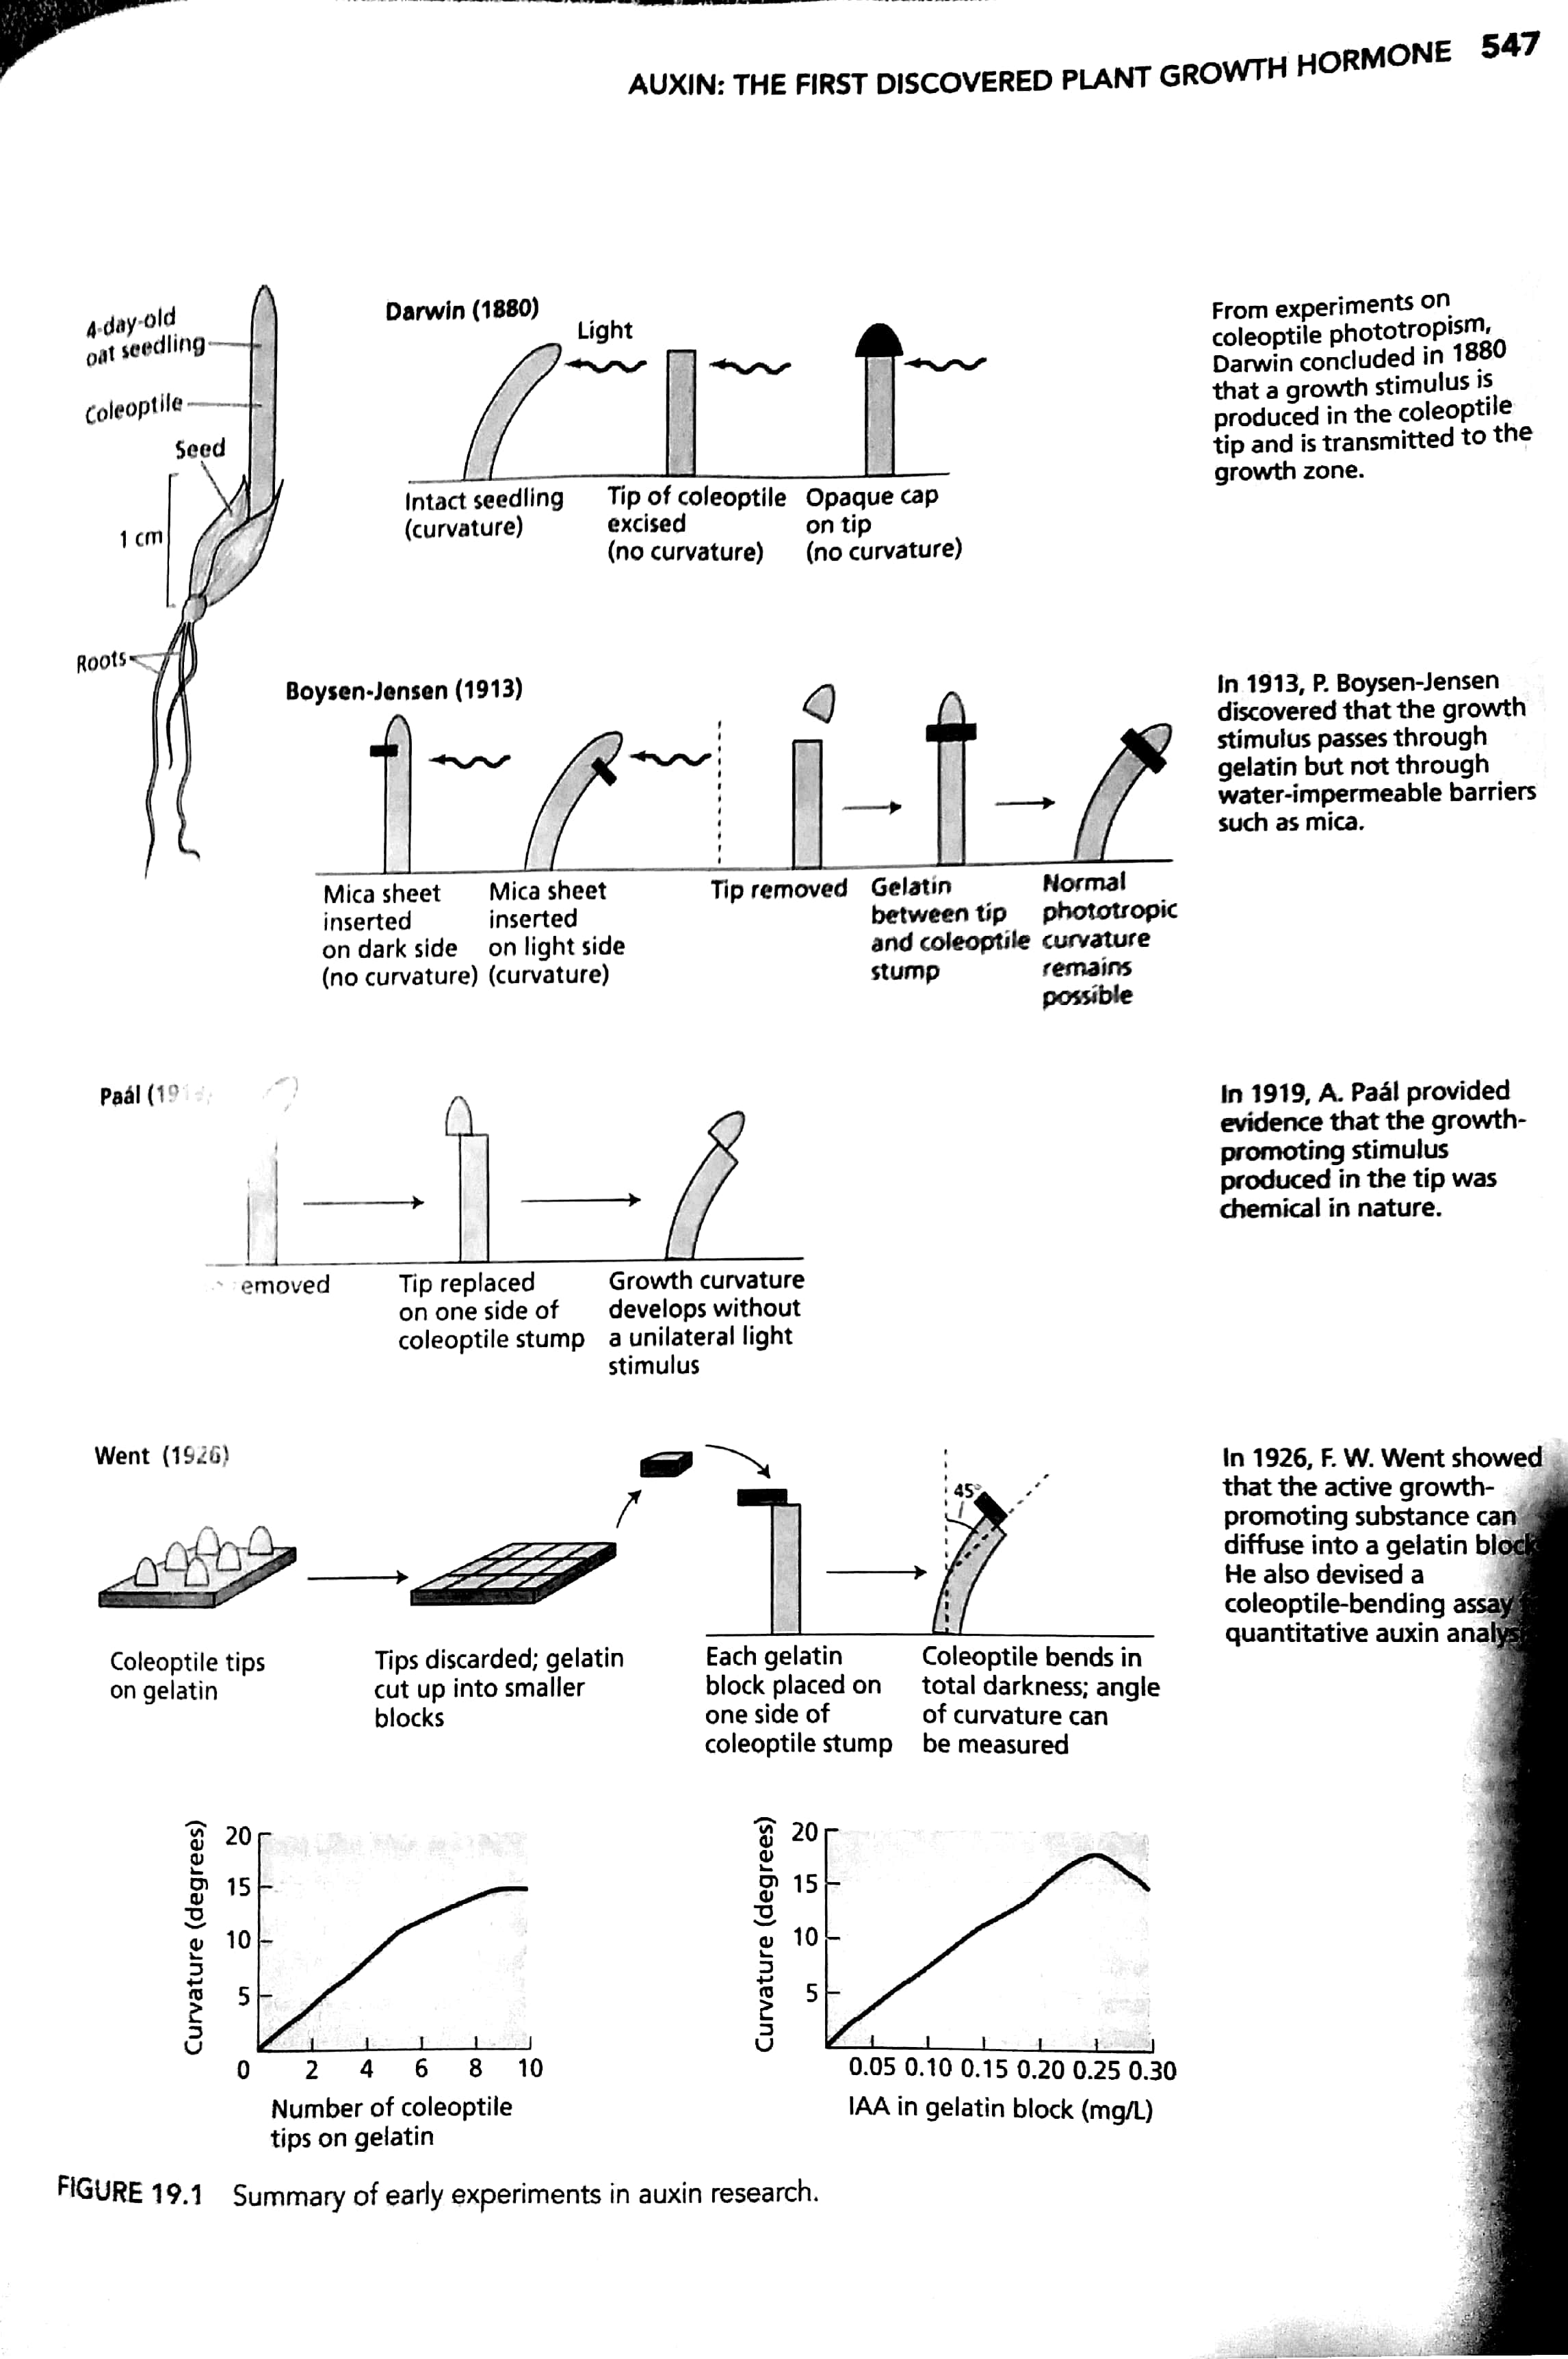 AUXIN: THE FIRST DISCOVERED PLANT GROWTH HORMONE 547
4-day-old
oat seedling
Coleoptile
Seed
1 cm
Roots
Darwin (1880)
Light
Intact seedling
(curvature)
Tip of coleoptile
excised
(no curvature)
Opaque cap
on tip
(no curvature)
From experiments on
coleoptile phototropism,
Darwin concluded in 1880
that a growth stimulus is
produced in the coleoptile
tip and is transmitted to the
growth zone.
Boysen-Jensen (1913)
Mica sheet
inserted
on dark side
(no curvature)
Mica sheet
inserted
on light side
(curvature)
Tip removed
Gelatin
between tip
and coleoptile
stump
Normal
phototropic
curvature
remains
possible
In 1913, P. Boysen-Jensen
discovered that the growth
stimulus passes through
gelatin but not through
water-impermeable barriers
such as mica.
Paál
emoved
Tip replaced
on one side of
coleoptile stump
Growth curvature
develops without
a unilateral light
stimulus
In 1919, A. Paál provided
evidence that the growth-
promoting stimulus
produced in the tip was
chemical in nature.
Went (1926)
Coleoptile tips
on gelatin
Tips discarded; gelatin
cut up into smaller
blocks
Each gelatin
block placed on
one side of
coleoptile stump
45°
Coleoptile bends in
total darkness; angle
of curvature can
be measured
In 1926, F. W. Went showed
that the active growth-
promoting substance can
diffuse into a gelatin block
He also devised a
coleoptile-bending assay
quantitative auxin
Curvature (degrees)
20
15
10
5
0 2 4 6 8 10
Number of coleoptile
tips on gelatin
Curvature (degrees)
20
15
10
5
0.05 0.10 0.15 0.20 0.25 0.30
IAA in gelatin block (mg/L)
FIGURE 19.1 Summary of early experiments in auxin research.